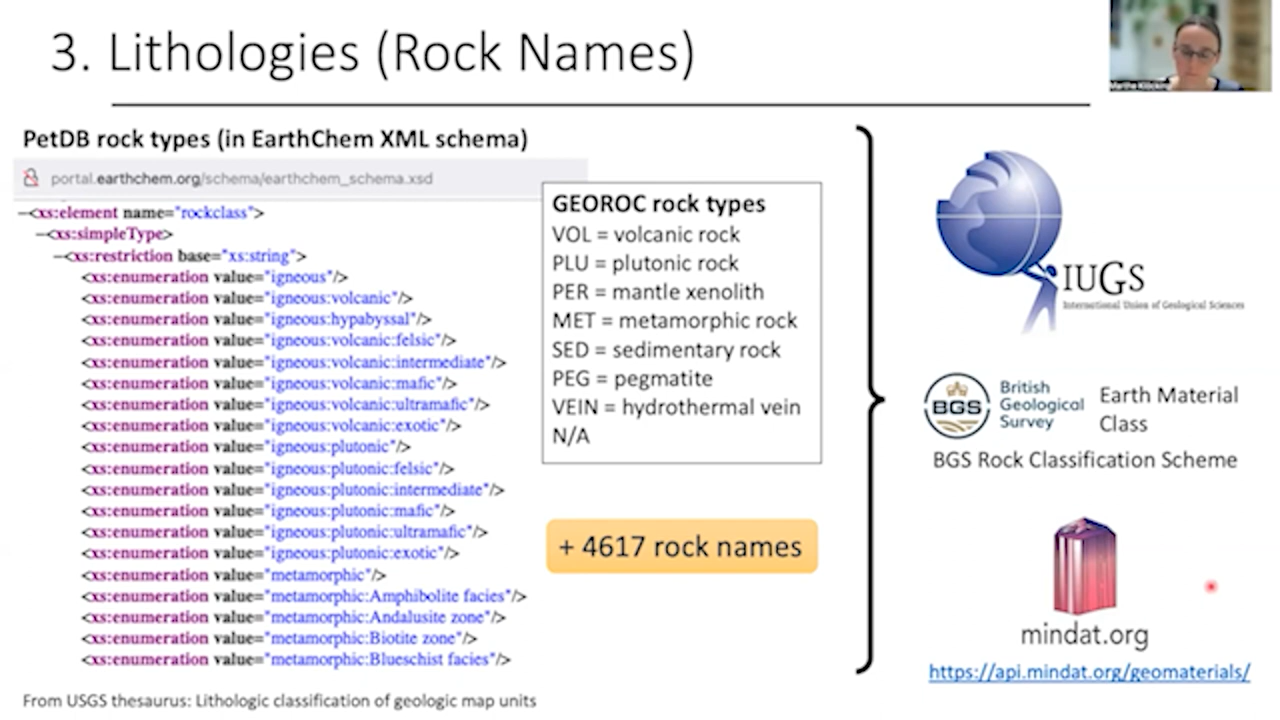 3. Lithologies (Rock Names)
PetDB rock types (in EarthChem XML schema)
portal.earthchem.org/schema/earthchem_schema.xsd
−<xs:element name="rockclass">
−<xs:simpleType>
−<xs:restriction base="xs:string">
<xs:enumeration value="igneous"/>
<xs:enumeration value="igneous:volcanic"/>
<xs:enumeration value="igneous:hypabyssal"/>
<xs:enumeration value="igneous:volcanic:felsic"/>
<xs:enumeration value="igneous:volcanic:intermediate"/>
<xs:enumeration value="igneous:volcanic:mafic"/>
<xs:enumeration value="igneous:volcanic:ultramafic"/>
<xs:enumeration value="igneous:volcanic:exotic"/>
<xs:enumeration value="igneous:plutonic"/>
<xs:enumeration value="igneous:plutonic:felsic"/>
<xs:enumeration value="igneous:plutonic:intermediate"/>
<xs:enumeration value="igneous:plutonic:mafic"/>
<xs:enumeration value="igneous:plutonic:ultramafic"/>
<xs:enumeration value="igneous:plutonic:exotic"/>
<xs:enumeration value="metamorphic"/>
<xs:enumeration value="metamorphic:Amphibolite facies"/>
<xs:enumeration value="metamorphic:Andalusite zone"/>
<xs:enumeration value="metamorphic:Biotite zone"/>
<xs:enumeration value="metamorphic:Blueschist facies"/>
From USGS thesaurus: Lithologic classification of geologic map units
GEOROC rock types
VOL = volcanic rock
PLU = plutonic rock
PER = mantle xenolith
MET = metamorphic rock
SED = sedimentary rock
PEG = pegmatite
VEIN = hydrothermal vein
N/A
+ 4617 rock names
IUGS
International Union of Geological Sciences
BGS
British
Geological
Survey
Earth Material
Class
BGS Rock Classification Scheme
mindat.org
https://api.mindat.org/geomaterials/